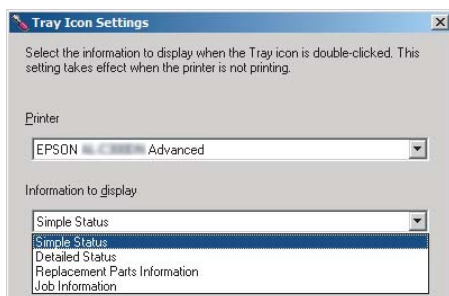 Tray Icon Settings
Select the information to display when the Tray icon is double-clicked. This
setting takes effect when the printer is not printing.
Printer
EPSON Advanced
Information to display
Simple Status
Simple Status
Detailed Status
Replacement Parts Information
Job Information